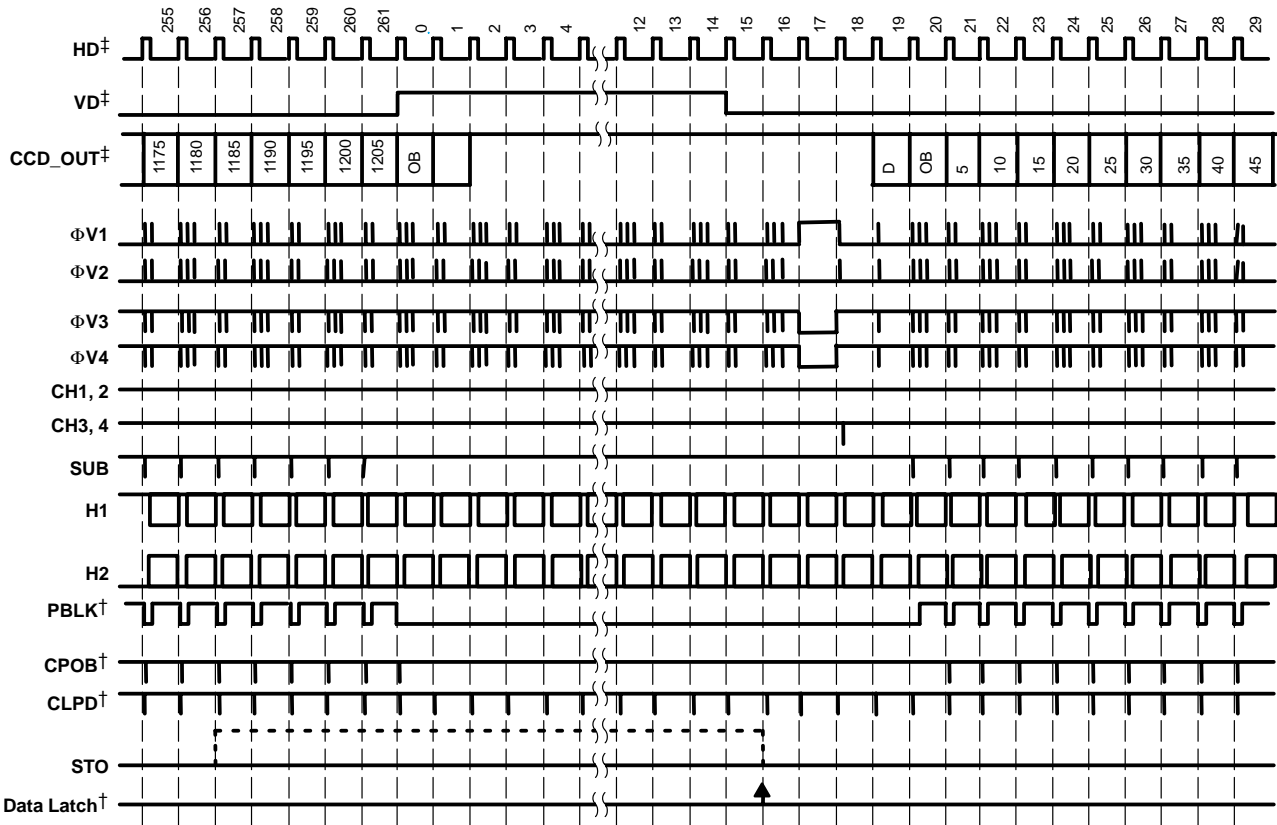 255 256 257 258 259 260 261 0 1 2 3 4 12 13 14 15 16 17 18 19 20 21 22 23 24 25 26 27 28 29
HD‡
VD‡
CCD_OUT‡ 1175 1180 1185 1190 1195 1200 1205 OB D OB 5 10 15 20 25 30 35 40 45
ΦV1
ΦV2
ΦV3
ΦV4
CH1, 2
CH3, 4
SUB
H1
H2
PBLK†
CPOB†
CLPD†
STO
Data Latch†